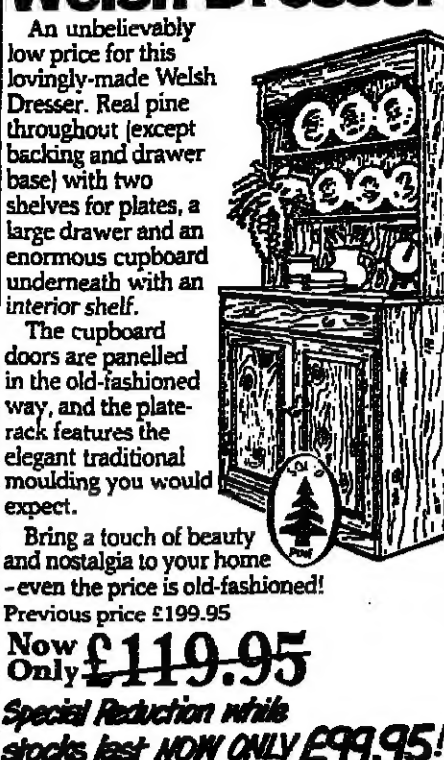 Welsh Dresser
An unbelievably
low price for this
lovingly-made Welsh
Dresser. Real pine
throughout (except
backing and drawer
base) with two
shelves for plates, a
large drawer and an
enormous cupboard
underneath with an
interior shelf.
The cupboard
doors are panelled
in the old-fashioned
way, and the plate-
rack features the
elegant traditional
moulding you would
expect.
Bring a touch of beauty
and nostalgia to your home
- even the price is old-fashioned!
Previous price £199.95
Now
Only £119.95
Special Reduction while
stocks last NOW ONLY £99.95!